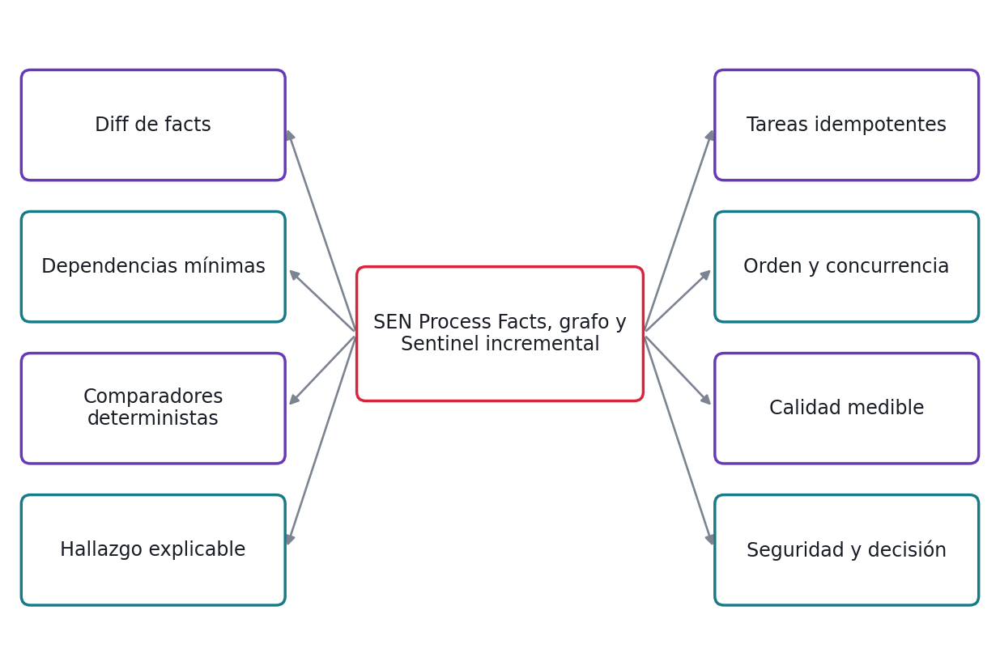 Diff de facts
Dependencias mínimas
Comparadores
deterministas
Hallazgo explicable
SEN Process Facts, grafo y
Sentinel incremental
Tareas idempotentes
Orden y concurrencia
Calidad medible
Seguridad y decisión